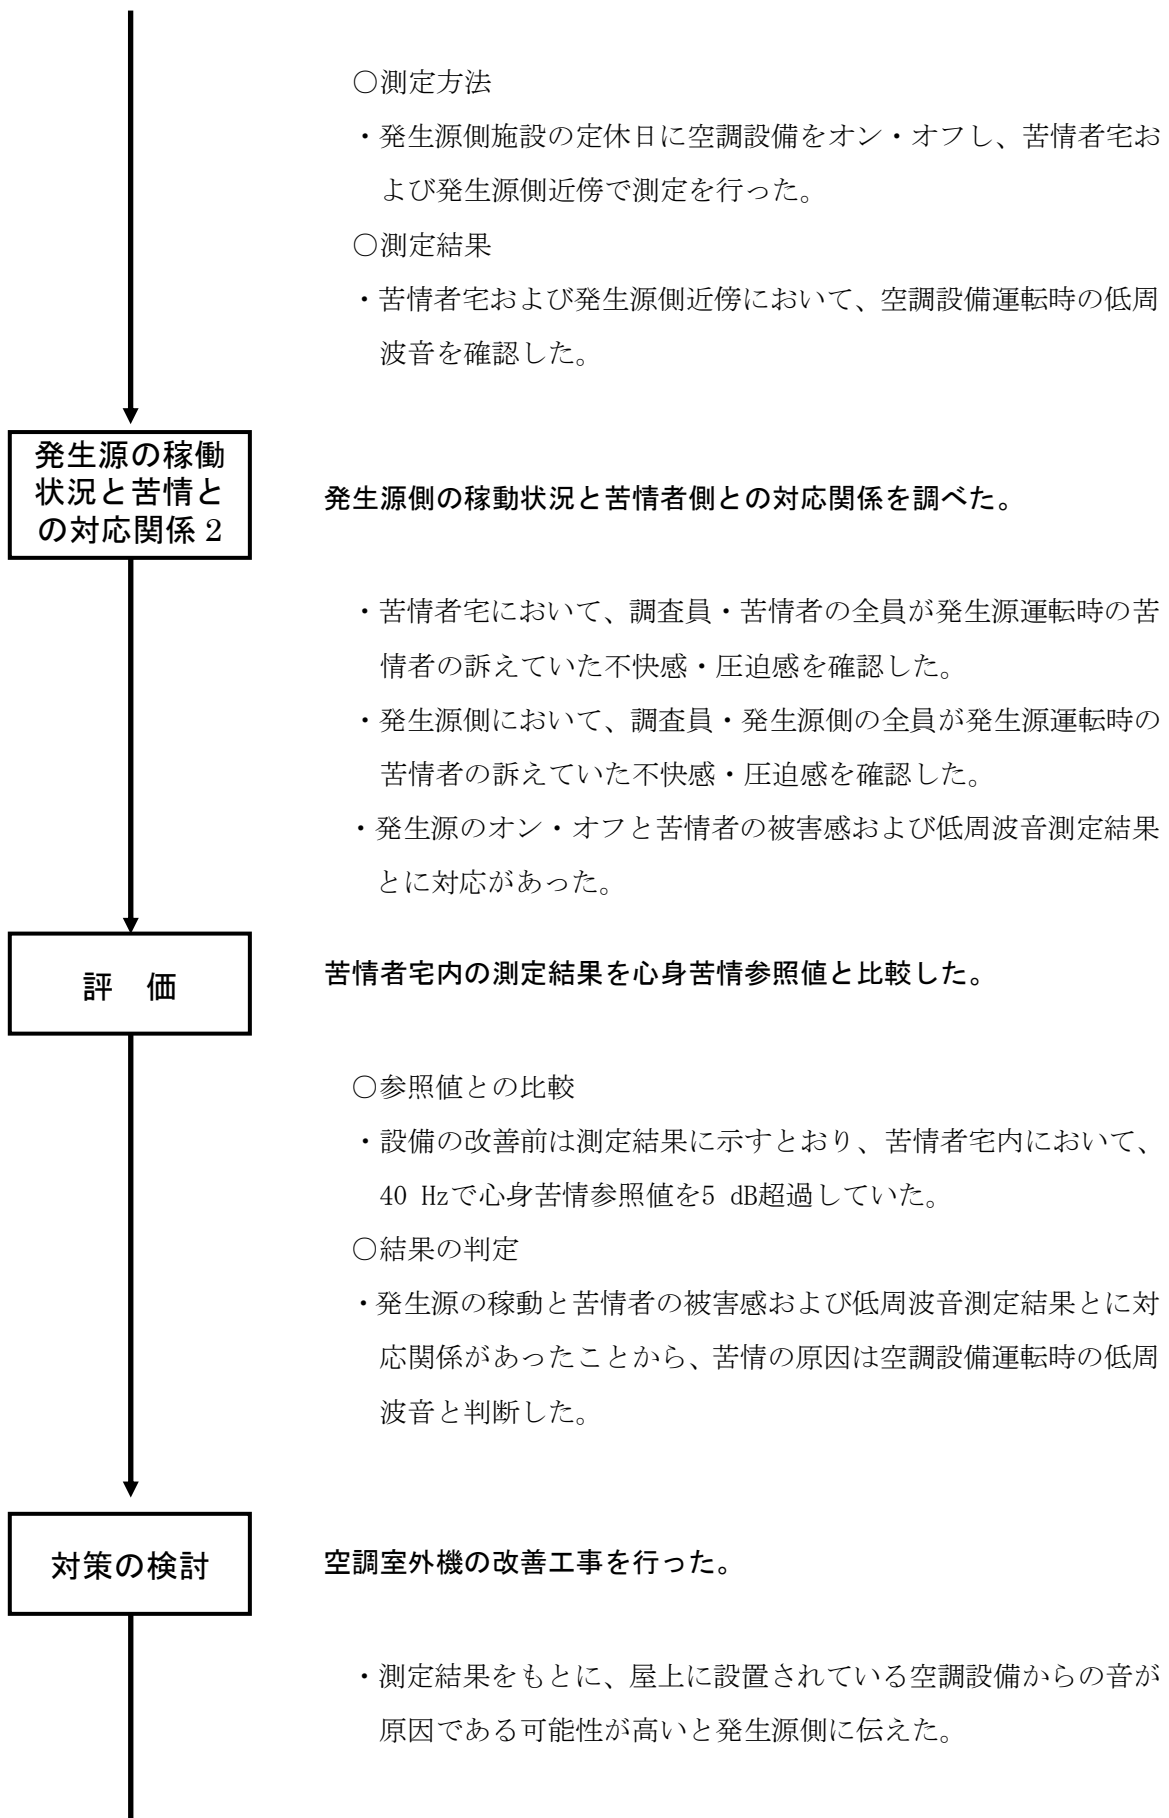 ○測定方法
・発生源側施設の定休日に空調設備をオン・オフし、苦情者宅お
よび発生源側近傍で測定を行った。
○測定結果
・苦情者宅および発生源側近傍において、空調設備運転時の低周
波音を確認した。
発生源の稼働
状況と苦情と
の対応関係２
発生源側の稼動状況と苦情者側との対応関係を調べた。
・苦情者宅において、調査員・苦情者の全員が発生源運転時の苦
情者の訴えていた不快感・圧迫感を確認した。
・発生源側において、調査員・発生源側の全員が発生源運転時の
苦情者の訴えていた不快感・圧迫感を確認した。
・発生源のオン・オフと苦情者の被害感および低周波音測定結果
とに対応があった。
評　価
苦情者宅内の測定結果を心身苦情参照値と比較した。
○参照値との比較
・設備の改善前は測定結果に示すとおり、苦情者宅内において、
40 Hzで心身苦情参照値を5 dB超過していた。
○結果の判定
・発生源の稼動と苦情者の被害感および低周波音測定結果とに対
応関係があったことから、苦情の原因は空調設備運転時の低周
波音と判断した。
対策の検討
空調室外機の改善工事を行った。
・測定結果をもとに、屋上に設置されている空調設備からの音が
原因である可能性が高いと発生源側に伝えた。